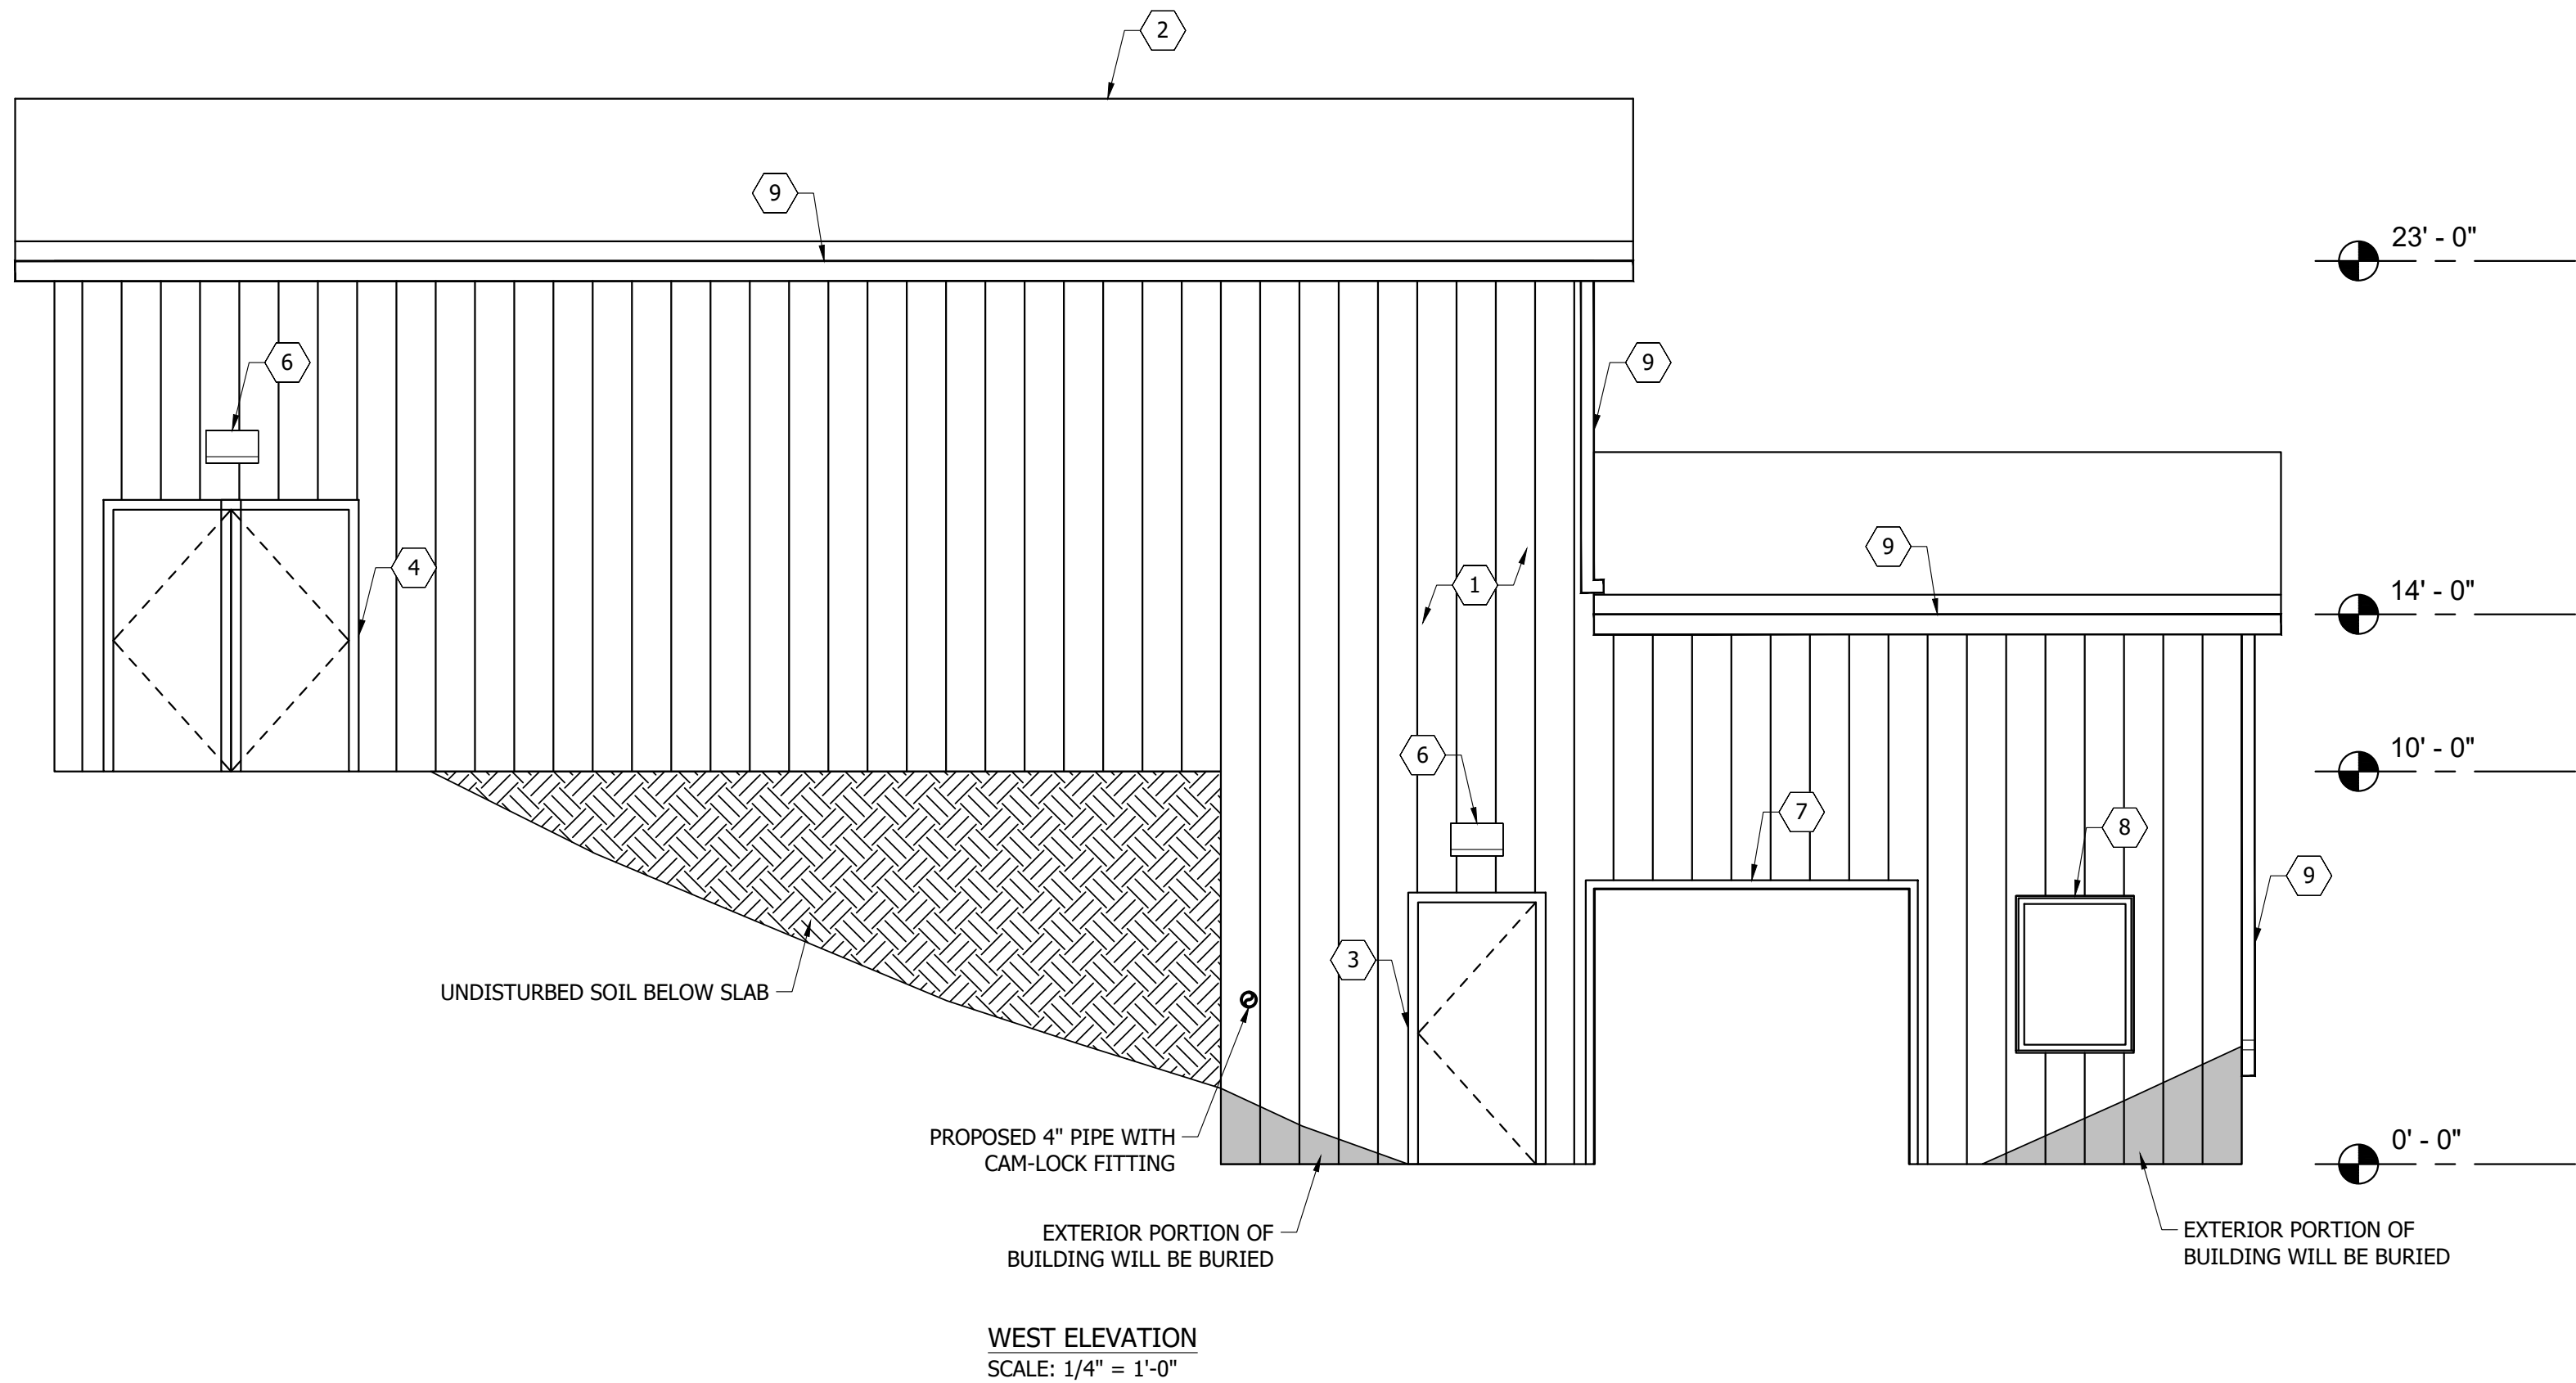 2
9
23' - 0"
6
9
9
4
1
14' - 0"
6
10' - 0"
7
8
9
3
UNDISTURBED SOIL BELOW SLAB
PROPOSED 4" PIPE WITH
CAM-LOCK FITTING
0' - 0"
EXTERIOR PORTION OF
BUILDING WILL BE BURIED
EXTERIOR PORTION OF
BUILDING WILL BE BURIED
WEST ELEVATION
SCALE: 1/4" = 1'-0"